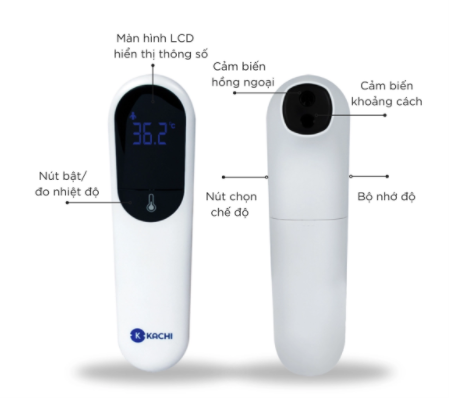 Màn hình LCD
hiển thị thông số
Cảm biến
hồng ngoại
Cảm biến
khoảng cách
36.2°C
Nút bật/
đo nhiệt độ
Nút chọn
chế độ
Bộ nhớ độ
K KACHI